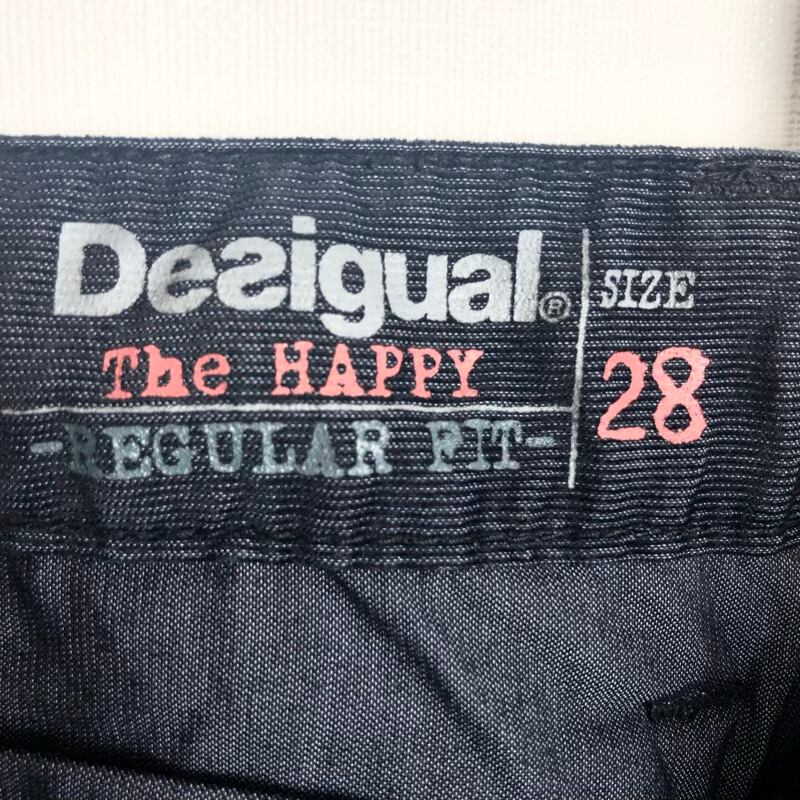 Desigual®
The HAPPY
-REGULAR FIT-
SIZE
28